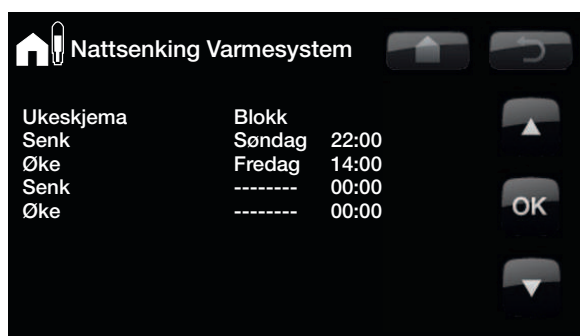 Nattsenking Varmesystem
Ukeskjema Blokk
Senk Søndag 22:00
Øke Fredag 14:00
Senk -------- 00:00
Øke -------- 00:00
OK